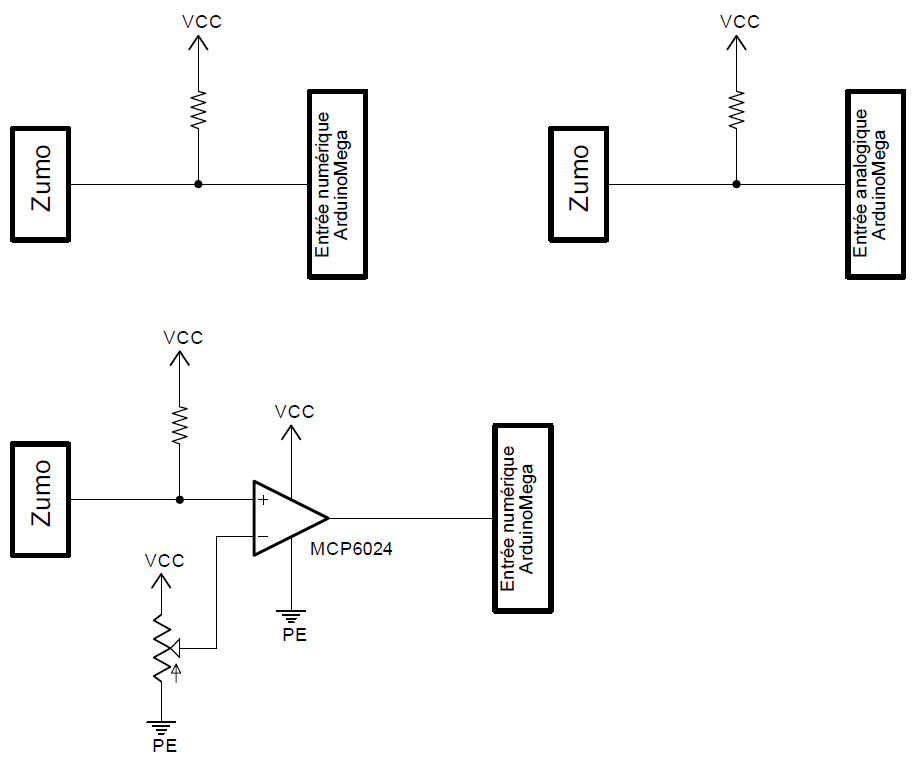 VCC
Zumo
Entrée numérique
ArduinoMega
VCC
Zumo
Entrée analogique
ArduinoMega
VCC
Zumo
VCC
+
−
MCP6024
PE
Entrée numérique
ArduinoMega
VCC
PE